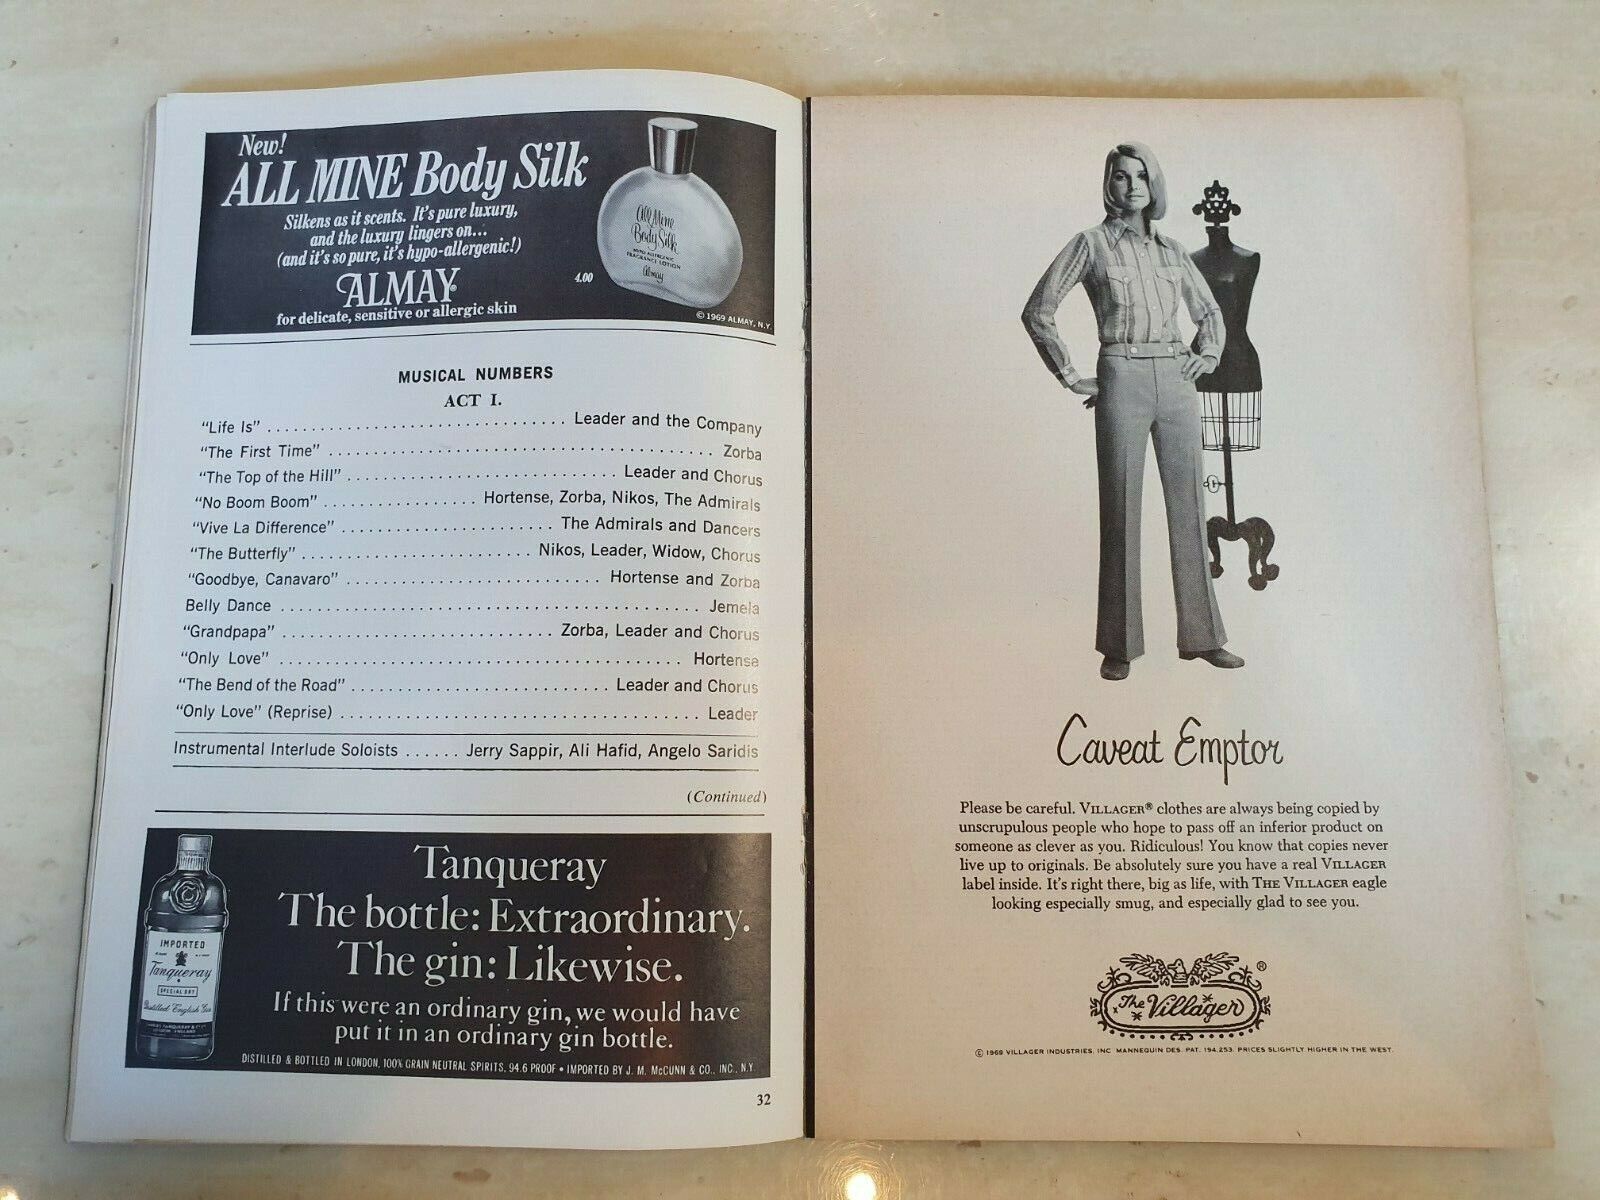 New!
ALL MINE Body Silk
Silkens as it scents. It's pure luxury,
and the luxury lingers on...
(and it's so pure, it's hypo-allergenic!)
ALMAY®
for delicate, sensitive or allergic skin
4.00
All Mine
Body Silk
HYPO-ALLERGENIC
FRAGRANCE LOTION
almay
© 1969 ALMAY, N.Y.
MUSICAL NUMBERS
ACT I.
"Life Is" .................................. Leader and the Company
"The First Time" ............................................ Zorba
"The Top of the Hill" ............................ Leader and Chorus
"No Boom Boom" ................ Hortense, Zorba, Nikos, The Admirals
"Vive La Difference" ........................ The Admirals and Dancers
"The Butterfly" .......................... Nikos, Leader, Widow, Chorus
"Goodbye, Canavaro" ............................. Hortense and Zorba
Belly Dance ................................................ Jemela
"Grandpapa" ............................... Zorba, Leader and Chorus
"Only Love" .............................................. Hortense
"The Bend of the Road" ............................. Leader and Chorus
"Only Love" (Reprise) ......................................... Leader
Instrumental Interlude Soloists ...... Jerry Sappir, Ali Hafid, Angelo Saridis
(Continued)
IMPORTED
Tanqueray
SPECIAL DRY
Distilled English Gin
Tanqueray
The bottle: Extraordinary.
The gin: Likewise.
If this were an ordinary gin, we would have
put it in an ordinary gin bottle.
DISTILLED & BOTTLED IN LONDON, 100% GRAIN NEUTRAL SPIRITS, 94.6 PROOF • IMPORTED BY J. M. McCUNN & CO., INC., N.Y.
32
Caveat Emptor
Please be careful. VILLAGER® clothes are always being copied by
unscrupulous people who hope to pass off an inferior product on
someone as clever as you. Ridiculous! You know that copies never
live up to originals. Be absolutely sure you have a real VILLAGER
label inside. It's right there, big as life, with THE VILLAGER eagle
looking especially smug, and especially glad to see you.
The Villager
®
© 1969 VILLAGER INDUSTRIES, INC. MANNEQUIN DES. PAT. 194,253. PRICES SLIGHTLY HIGHER IN THE WEST.